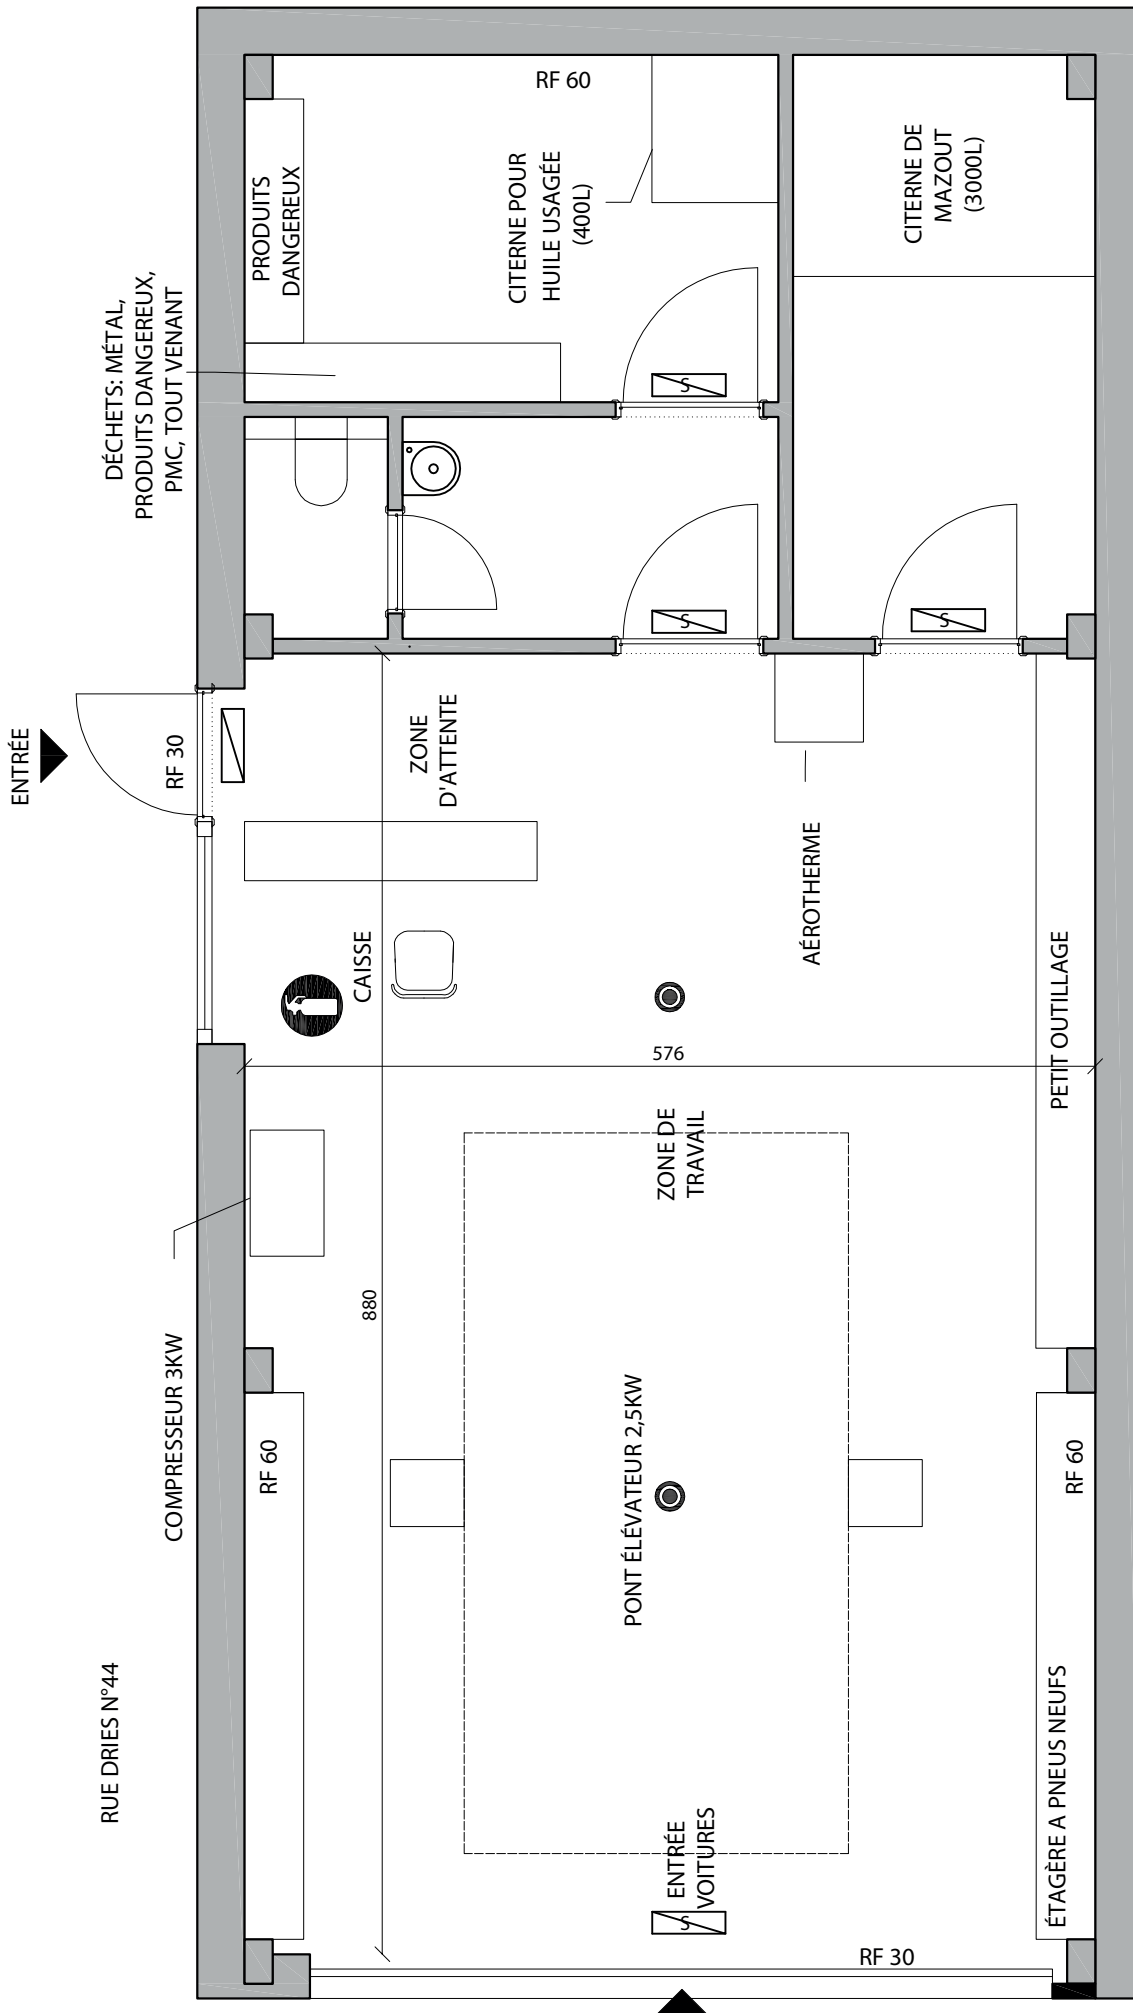 RUE DRIES N°44
COMPRESSEUR 3KW
ENTRÉE
DÉCHETS: MÉTAL,
PRODUITS DANGEREUX,
PMC, TOUT VENANT
RF 30
RF 60
CAISSE
ZONE
D'ATTENTE
PRODUITS
DANGEREUX
880
576
RF 60
CITERNE POUR
HUILE USAGÉE
(400L)
S
S
ENTRÉE
VOITURES
S
PONT ÉLÉVATEUR 2,5KW
ZONE DE
TRAVAIL
AÉROTHERME
S
CITERNE DE
MAZOUT
(3000L)
RF 30
ÉTAGÈRE A PNEUS NEUFS
RF 60
PETIT OUTILLAGE